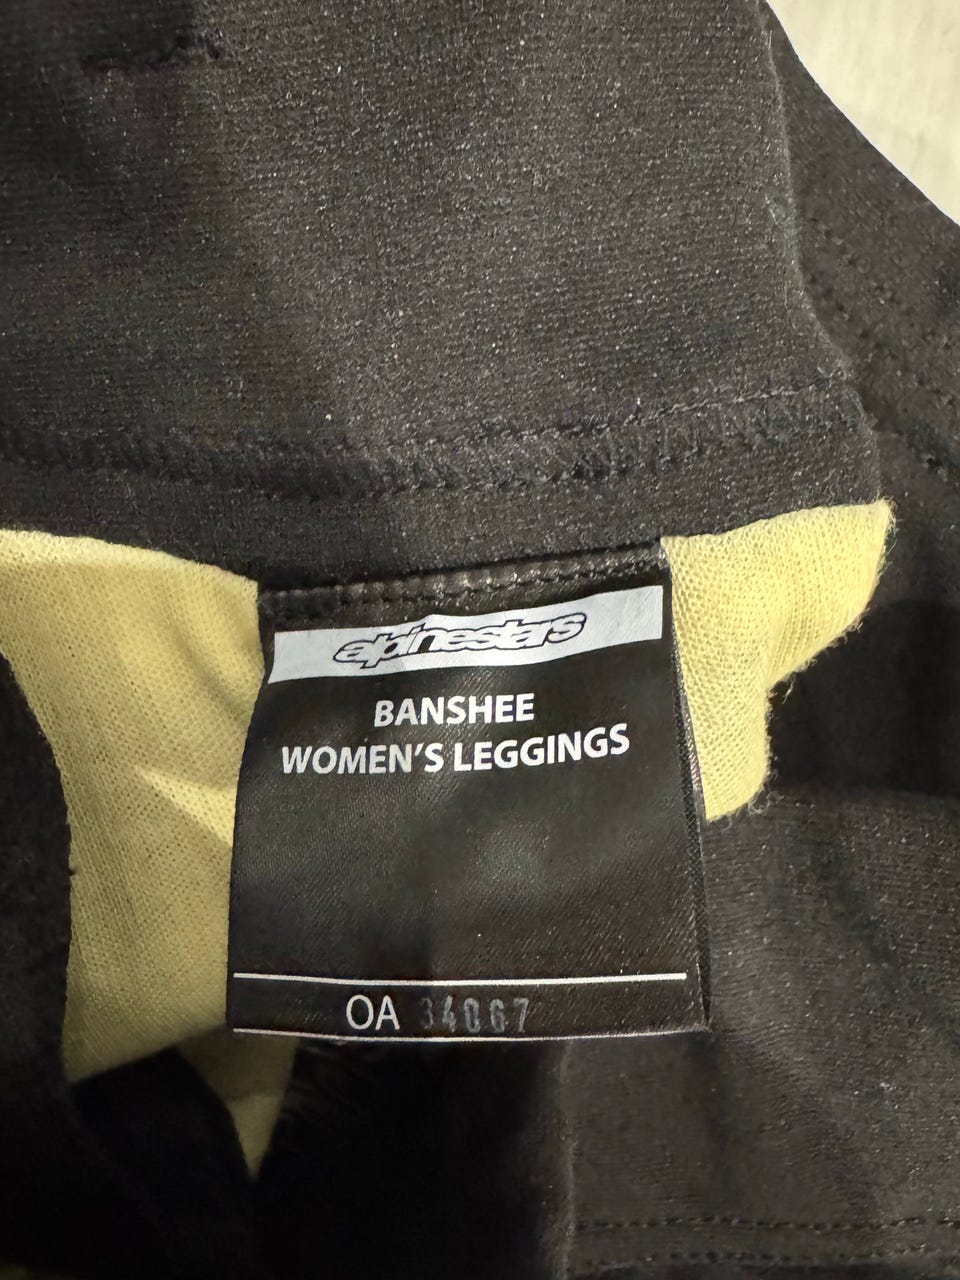 alpinestars
BANSHEE
WOMEN'S LEGGINGS
OA 34067